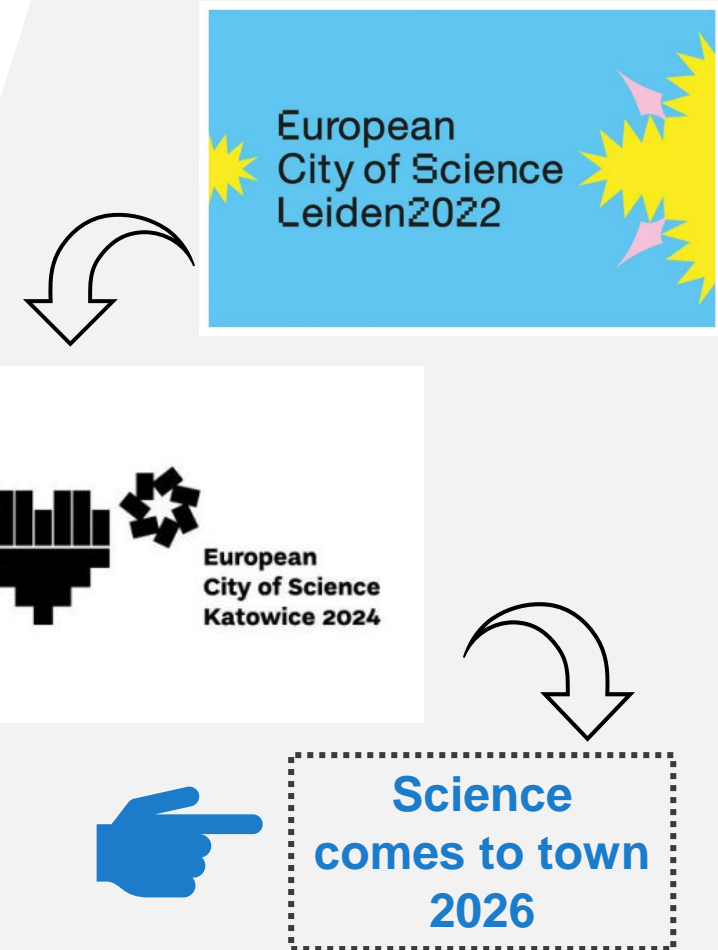 European
City of Science
Leiden2022
European
City of Science
Katowice 2024
Science
comes to town
2026